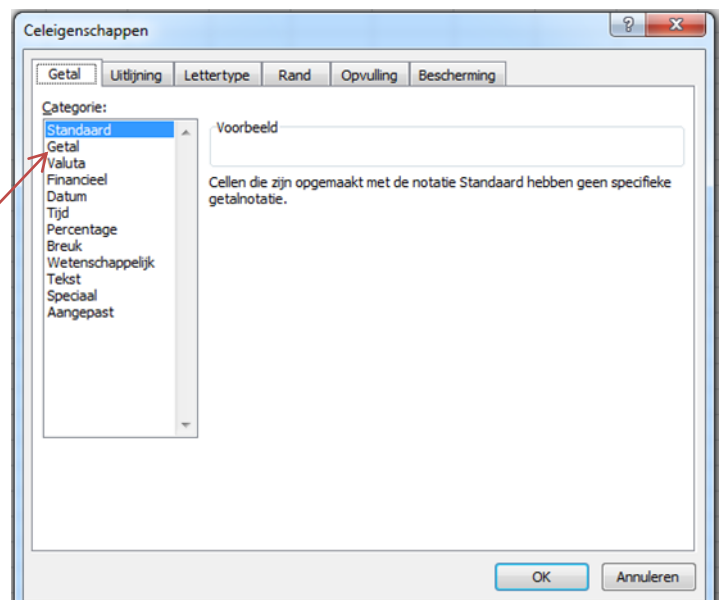 Celeigenschappen
Getal Uitlijning Lettertype Rand Opvulling Bescherming
Categorie:
Standaard
Getal
Valuta
Financieel
Datum
Tijd
Percentage
Breuk
Wetenschappelijk
Tekst
Speciaal
Aangepast
Voorbeeld
Cellen die zijn opgemaakt met de notatie Standaard hebben geen specifieke
getalnotatie.
OK Annuleren